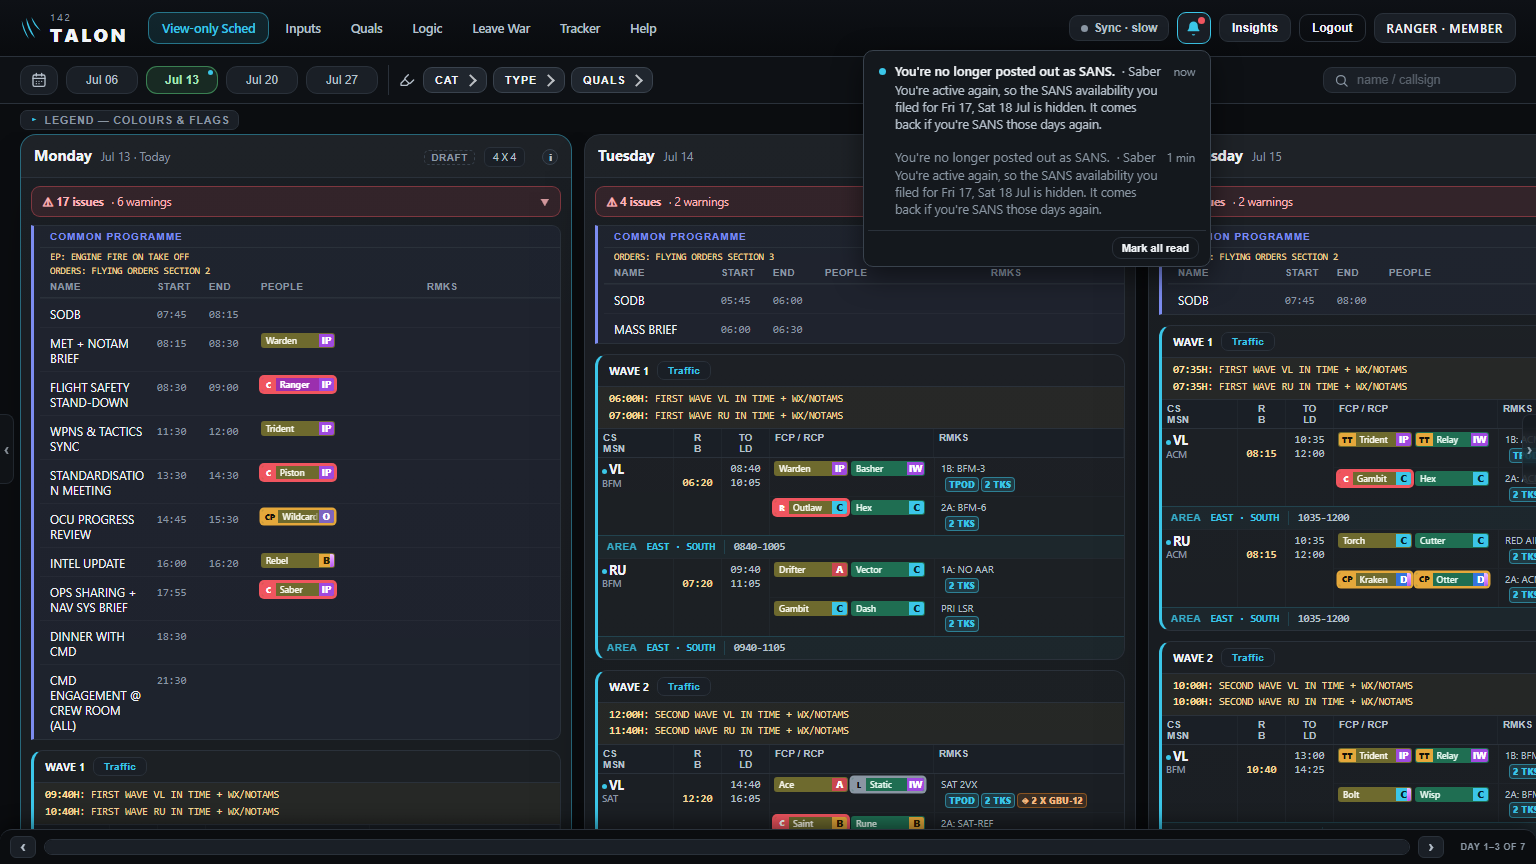 142
TALON
View-only Sched
Inputs
Quals
Logic
Leave War
Tracker
Help
Sync · slow
Insights
Logout
RANGER · MEMBER
Jul 06
Jul 13
Jul 20
Jul 27
CAT
TYPE
QUALS
name / callsign
You're no longer posted out as SANS. · Saber now
You're active again, so the SANS availability you
filed for Fri 17, Sat 18 Jul is hidden. It comes
back if you're SANS those days again.
You're no longer posted out as SANS. · Saber 1 min
You're active again, so the SANS availability you
filed for Fri 17, Sat 18 Jul is hidden. It comes
back if you're SANS those days again.
Mark all read
LEGEND — COLOURS & FLAGS
Monday Jul 13 · Today DRAFT 4 X 4 i
17 issues · 6 warnings
COMMON PROGRAMME
EP: ENGINE FIRE ON TAKE OFF
ORDERS: FLYING ORDERS SECTION 2
NAME START END PEOPLE RMKS
SODB 07:45 08:15
MET + NOTAM
BRIEF
08:15 08:30 Warden IP
FLIGHT SAFETY
STAND-DOWN
08:30 09:00 C Ranger IP
WPNS & TACTICS
SYNC
11:30 12:00 Trident IP
STANDARDISATIO
N MEETING
13:30 14:30 C Piston IP
OCU PROGRESS
REVIEW
14:45 15:30 CP Wildcard O
INTEL UPDATE 16:00 16:20 Rebel B
OPS SHARING +
NAV SYS BRIEF
17:55 C Saber IP
DINNER WITH
CMD
18:30
CMD
ENGAGEMENT @
CREW ROOM
(ALL)
21:30
WAVE 1 Traffic
09:40H: FIRST WAVE VL IN TIME + WX/NOTAMS
10:40H: FIRST WAVE RU IN TIME + WX/NOTAMS
Tuesday Jul 14
4 issues · 2 warnings
COMMON PROGRAMME
ORDERS: FLYING ORDERS SECTION 3
NAME START END PEOPLE RMKS
SODB 05:45 06:00
MASS BRIEF 06:00 06:30
WAVE 1 Traffic
06:00H: FIRST WAVE VL IN TIME + WX/NOTAMS
07:00H: FIRST WAVE RU IN TIME + WX/NOTAMS
CS R TO FCP / RCP RMKS
MSN B LD
VL 08:40 Warden IP Basher IW 1B: BFM-3
BFM 06:20 10:05 TPOD 2 TKS
R Outlaw C Hex C 2A: BFM-6
2 TKS
AREA EAST · SOUTH 0840-1005
RU 09:40 Drifter A Vector C 1A: NO AAR
BFM 07:20 11:05 2 TKS
Gambit C Dash C PRI LSR
2 TKS
AREA EAST · SOUTH 0940-1105
WAVE 2 Traffic
12:00H: SECOND WAVE VL IN TIME + WX/NOTAMS
11:40H: SECOND WAVE RU IN TIME + WX/NOTAMS
CS R TO FCP / RCP RMKS
MSN B LD
VL 14:40 Ace A L Static IW SAT 2VX
SAT 12:20 16:05 TPOD 2 TKS 2 X GBU-12
C Saint B Rune B 2A: SAT-REF
sday Jul 15
ues · 2 warnings
ON PROGRAMME
: FLYING ORDERS SECTION 2
NAME START END PEOPLE
SODB 07:45 08:00
WAVE 1 Traffic
07:35H: FIRST WAVE VL IN TIME + WX/NOTAMS
07:35H: FIRST WAVE RU IN TIME + WX/NOTAMS
CS R TO FCP / RCP RMKS
MSN B LD
VL 10:35 TT Trident IP TT Relay IW 1B:
ACM 08:15 12:00
C Gambit C Hex C 2A:
2 TKS
AREA EAST · SOUTH 1035-1200
RU 10:35 Torch C Cutter C RED AI
ACM 08:15 12:00 2 TKS
CP Kraken D CP Otter D 2A: AC
2 TKS
AREA EAST · SOUTH 1035-1200
WAVE 2 Traffic
10:00H: SECOND WAVE VL IN TIME + WX/NOTAMS
10:00H: SECOND WAVE RU IN TIME + WX/NOTAMS
CS R TO FCP / RCP RMKS
MSN B LD
VL 13:00 TT Trident IP TT Relay IW 1B: BF
BFM 10:40 14:25 2 TKS
Bolt C Wisp C 2A: BF
2 TKS
DAY 1–3 OF 7